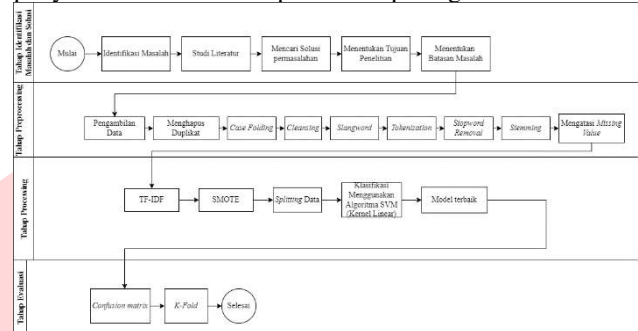 Tahap Identifikasi
Masalah dan Solusi
Mulai
Identifikasi Masalah
Studi Literatur
Mencari Solusi
permasalahan
Menentukan Tujuan
Penelitian
Menentukan
Batasan Masalah
Tahap Preprocessing
Pengambilan
Data
Menghapus
Duplikat
Case Folding
Cleansing
Slangword
Tokenization
Stopword
Removal
Stemming
Mengatasi Missing
Value
Tahap Processing
TF-IDF
SMOTE
Splitting Data
Klasifikasi
Menggunakan
Algoritma SVM
(Kernel Linear)
Model terbaik
Tahap Evaluasi
Confusion matrix
K-Fold
Selesai